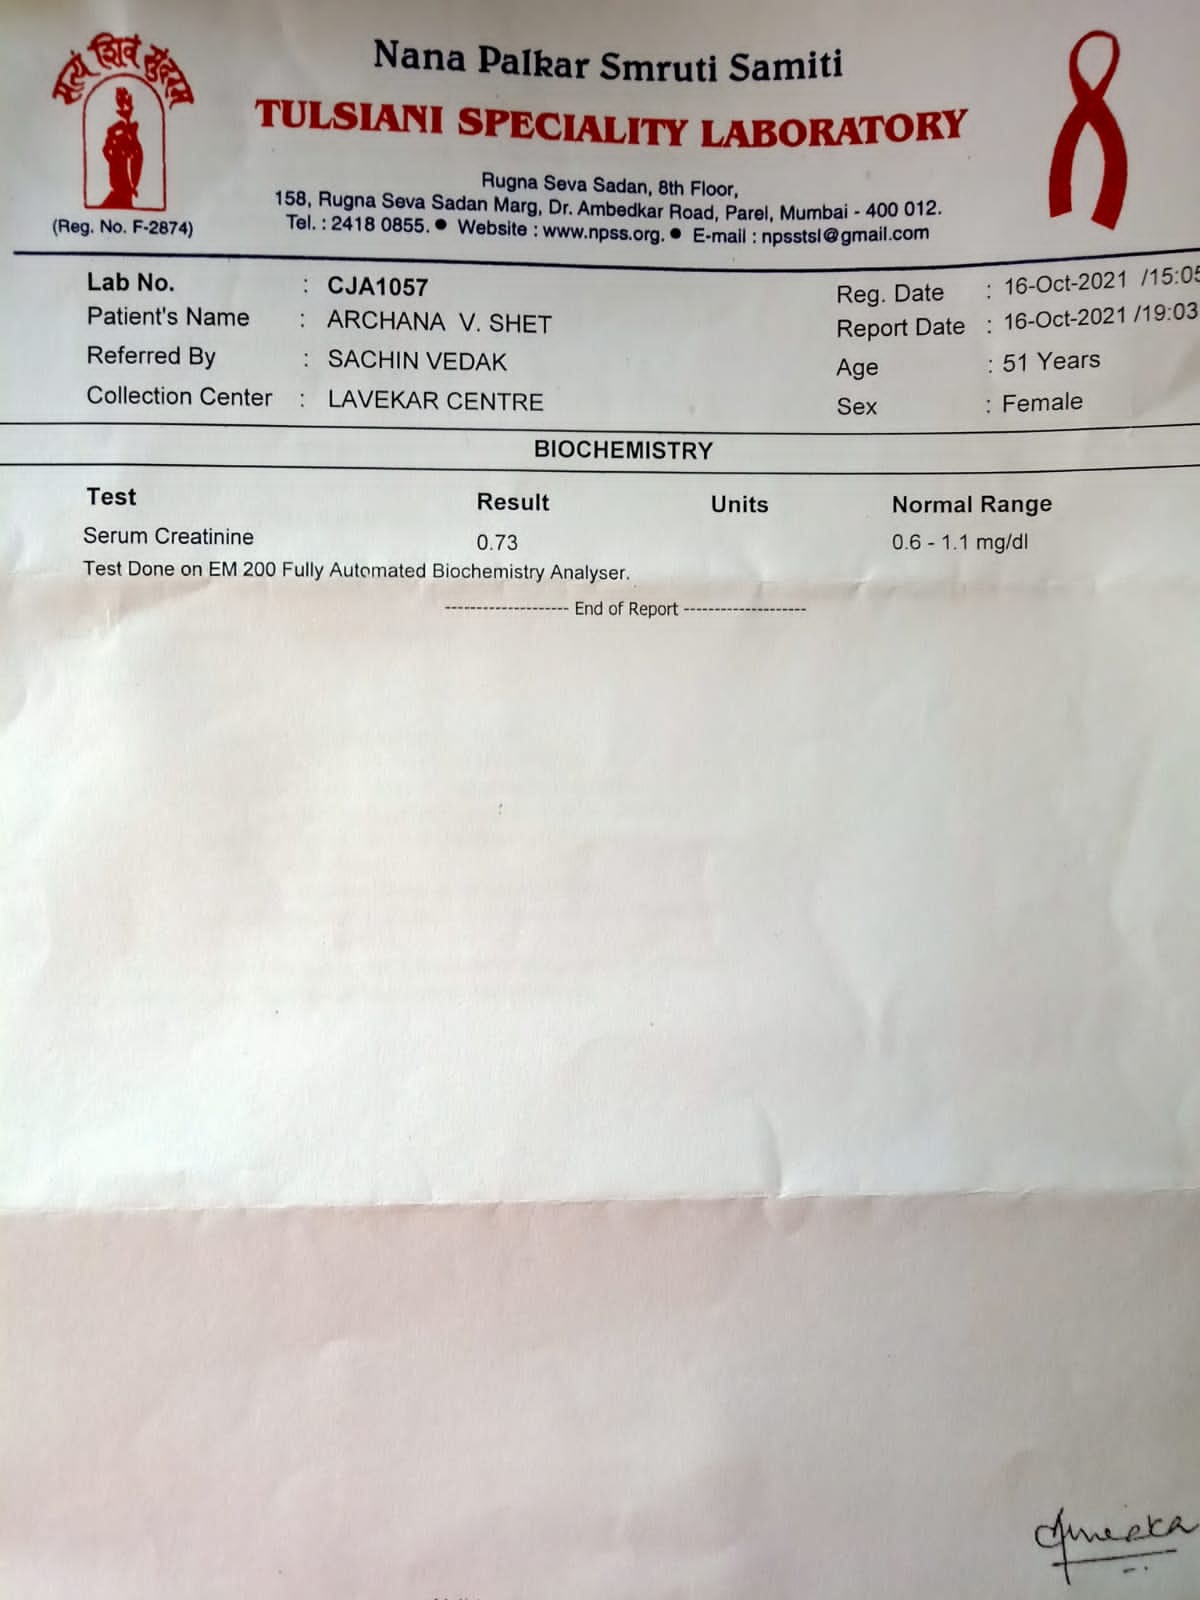 सत्यं शिवं सुंदरम
(Reg. No. F-2874)
Nana Palkar Smruti Samiti
TULSIANI SPECIALITY LABORATORY
Rugna Seva Sadan, 8th Floor,
158, Rugna Seva Sadan Marg, Dr. Ambedkar Road, Parel, Mumbai - 400 012.
Tel. : 2418 0855. ● Website : www.npss.org. ● E-mail : npsstsl@gmail.com
Lab No. : CJA1057 Reg. Date : 16-Oct-2021 /15:05
Patient's Name : ARCHANA V. SHET Report Date : 16-Oct-2021 /19:03
Referred By : SACHIN VEDAK Age : 51 Years
Collection Center : LAVEKAR CENTRE Sex : Female
BIOCHEMISTRY
Test Result Units Normal Range
Serum Creatinine 0.73 0.6 - 1.1 mg/dl
Test Done on EM 200 Fully Automated Biochemistry Analyser.
-------------------- End of Report --------------------